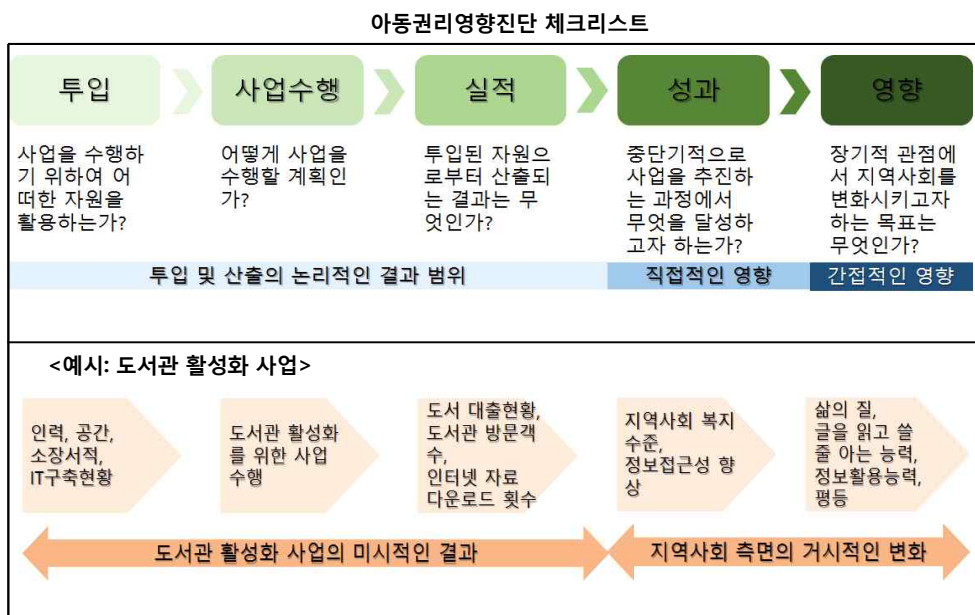 아동권리영향진단 체크리스트
투입
사업수행
실적
성과
영향
사업을 수행하
기 위하여 어
떠한 자원을
활용하는가?
어떻게 사업을
수행할 계획인
가?
투입된 자원으
로부터 산출되
는 결과는 무
엇인가?
중단기적으로
사업을 추진하
는 과정에서
무엇을 달성하
고자 하는가?
장기적 관점에
서 지역사회를
변화시키고자
하는 목표는
무엇인가?
투입 및 산출의 논리적인 결과 범위
직접적인 영향
간접적인 영향
<예시: 도서관 활성화 사업>
인력, 공간,
소장서적,
IT구축현황
도서관 활성화
를 위한 사업
수행
도서 대출현황,
도서관 방문객
수,
인터넷 자료
다운로드 횟수
지역사회 복지
수준,
정보접근성 향
상
삶의 질,
글을 읽고 쓸
줄 아는 능력,
정보활용능력,
평등
도서관 활성화 사업의 미시적인 결과
지역사회 측면의 거시적인 변화